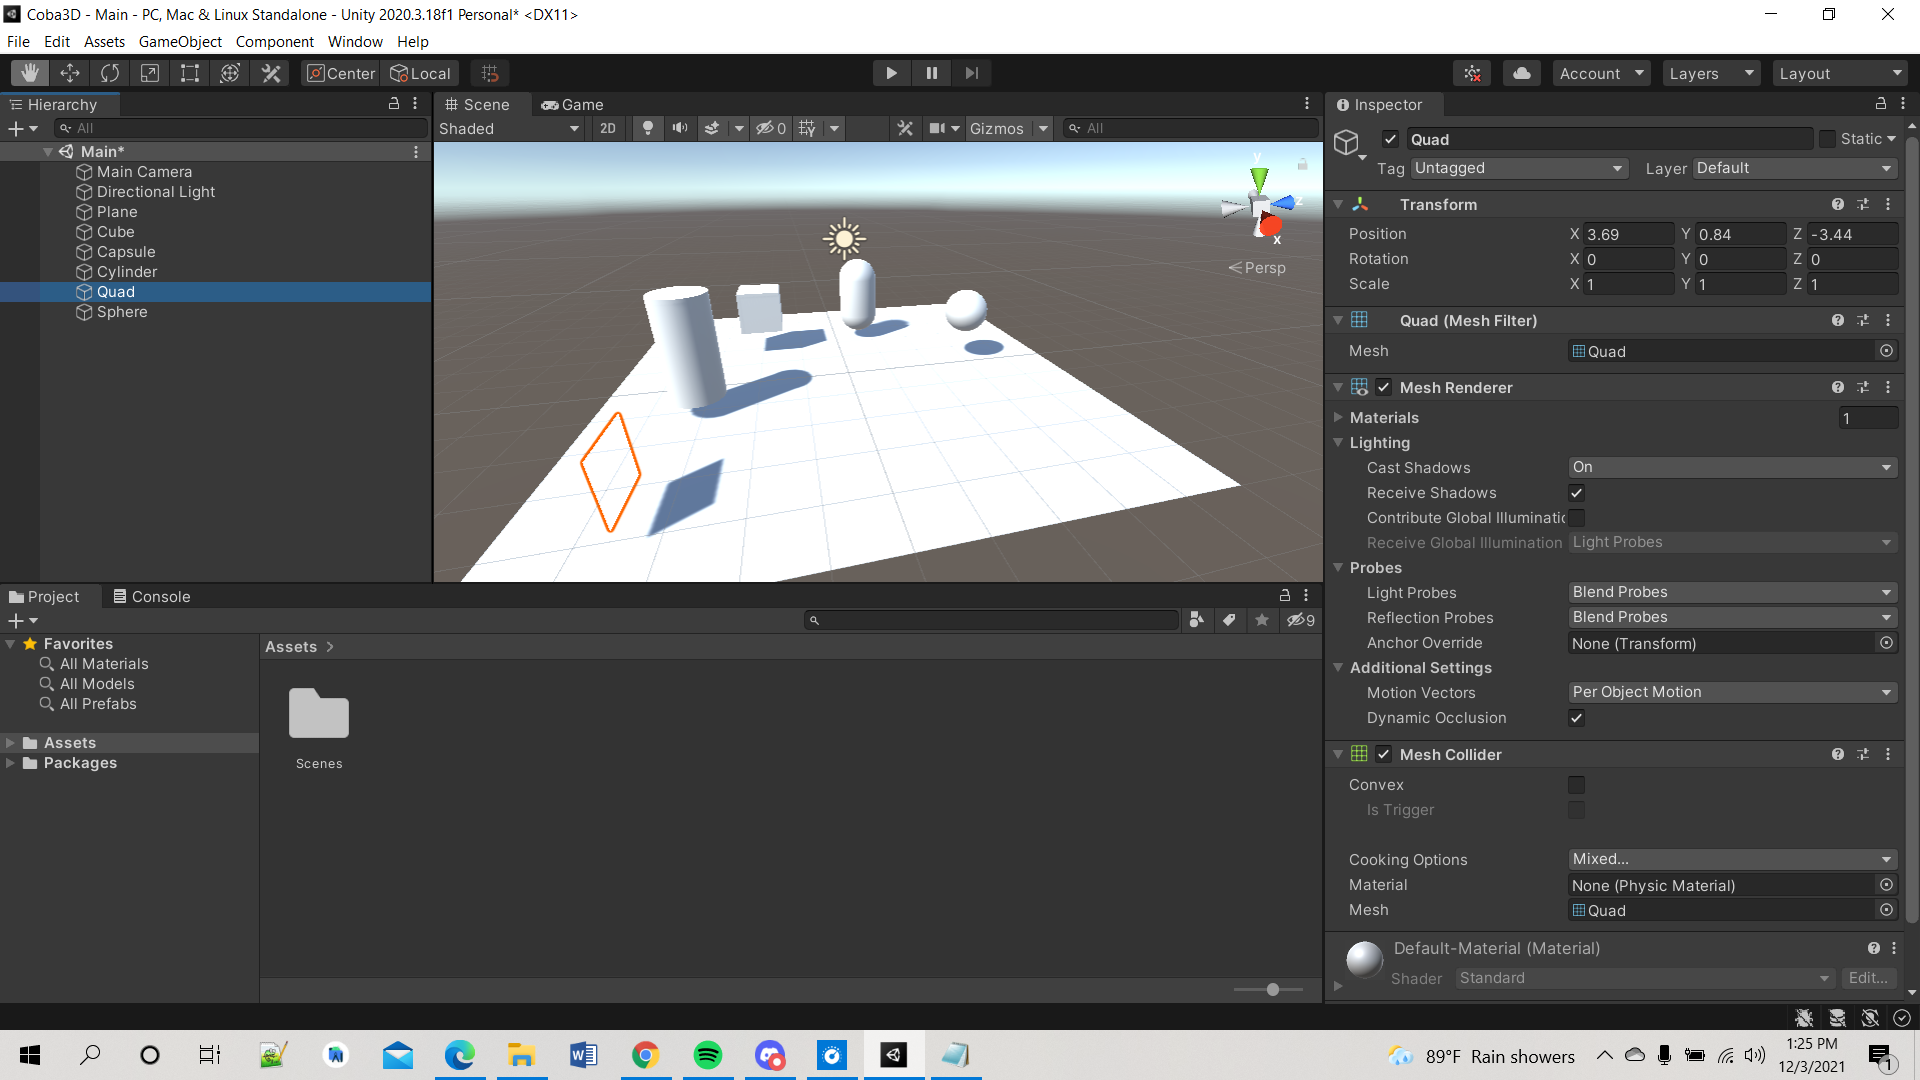 Coba3D - Main - PC, Mac & Linux Standalone - Unity 2020.3.18f1 Personal* <DX11>
File Edit Assets GameObject Component Window Help
Center Local
Account Layers Layout
Hierarchy
All
Main*
Main Camera
Directional Light
Plane
Cube
Capsule
Cylinder
Quad
Sphere
Scene Game
Shaded 2D 0 Gizmos All
y
z
x
Persp
Inspector
Quad Static
Tag Untagged Layer Default
Transform
Position X 3.69 Y 0.84 Z -3.44
Rotation X 0 Y 0 Z 0
Scale X 1 Y 1 Z 1
Quad (Mesh Filter)
Mesh Quad
Mesh Renderer
Materials 1
Lighting
Cast Shadows On
Receive Shadows
Contribute Global Illuminatic
Receive Global Illumination Light Probes
Probes
Light Probes Blend Probes
Reflection Probes Blend Probes
Anchor Override None (Transform)
Additional Settings
Motion Vectors Per Object Motion
Dynamic Occlusion
Mesh Collider
Convex
Is Trigger
Cooking Options Mixed...
Material None (Physic Material)
Mesh Quad
Default-Material (Material)
Shader Standard Edit...
Project Console
9
Favorites
All Materials
All Models
All Prefabs
Assets
Packages
Assets
Scenes
89°F Rain showers
1:25 PM
12/3/2021
1